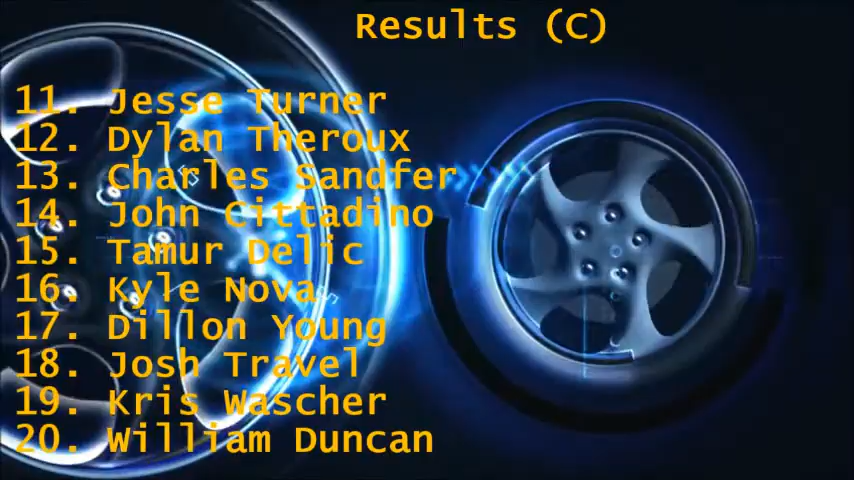 Results (C)
11. Jesse Turner
12. Dylan Theroux
13. Charles Sandfer
14. John Cittadino
15. Tamur Delic
16. Kyle Nova
17. Dillon Young
18. Josh Travel
19. Kris Wascher
20. William Duncan